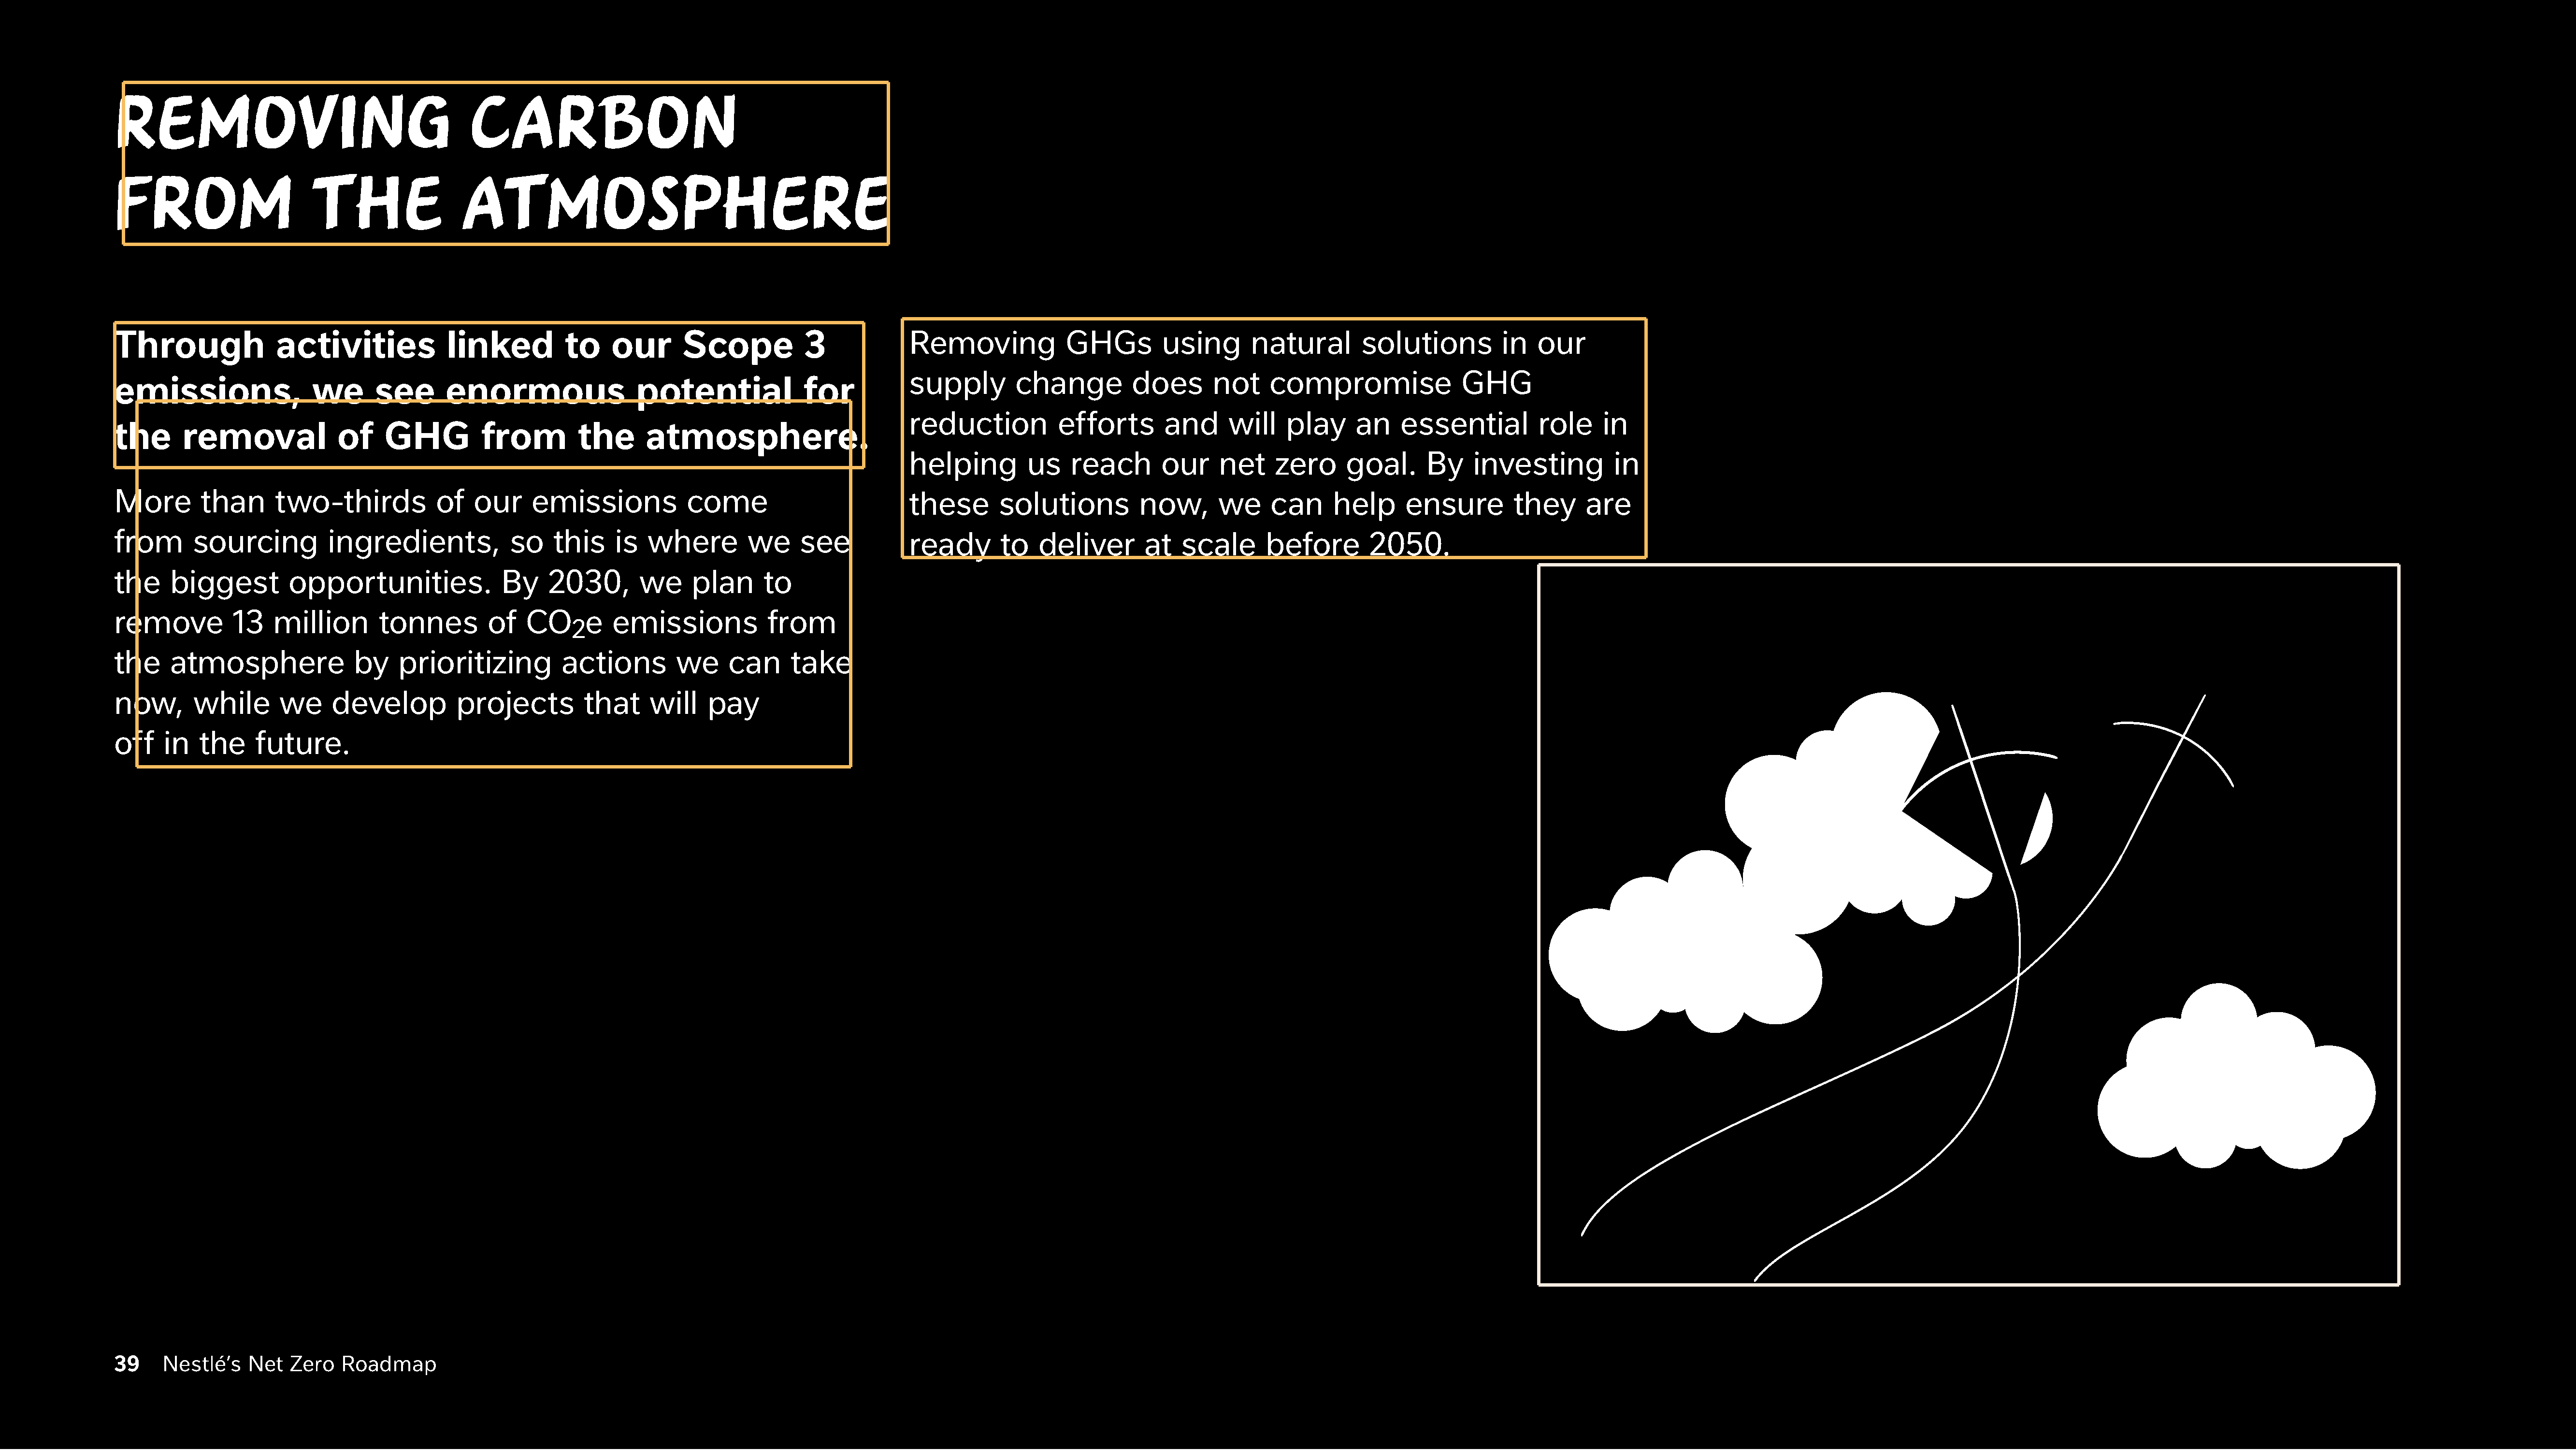 REMOVING CARBON
FROM THE ATMOSPHERE
Through activities linked to our Scope 3
emissions, we see enormous potential for
the removal of GHG from the atmosphere.
More than two-thirds of our emissions come
from sourcing ingredients, so this is where we see
the biggest opportunities. By 2030, we plan to
remove 13 million tonnes of CO₂e emissions from
the atmosphere by prioritizing actions we can take
now, while we develop projects that will pay
off in the future.
Removing GHGs using natural solutions in our
supply change does not compromise GHG
reduction efforts and will play an essential role in
helping us reach our net zero goal. By investing in
these solutions now, we can help ensure they are
ready to deliver at scale before 2050.
39 Nestlé’s Net Zero Roadmap